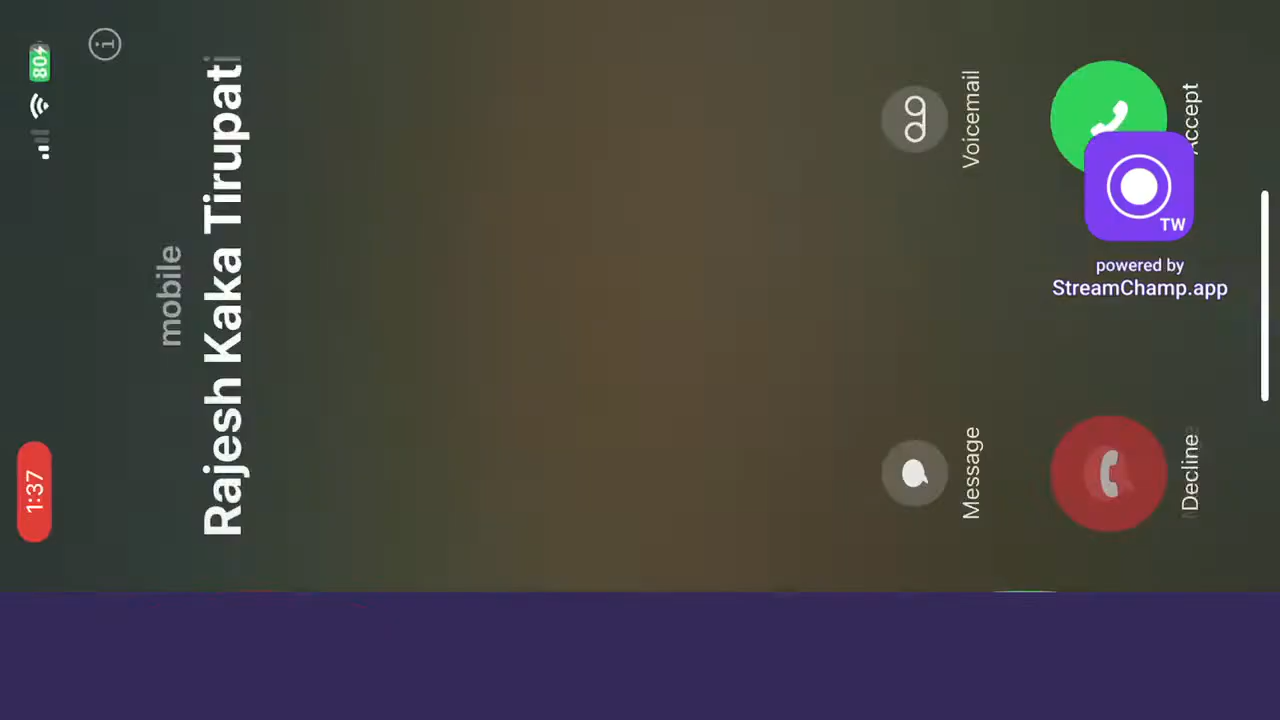 1:37
80
mobile
Rajesh Kaka Tirupati
Message
Voicemail
Decline
Accept
TW
powered by
StreamChamp.app